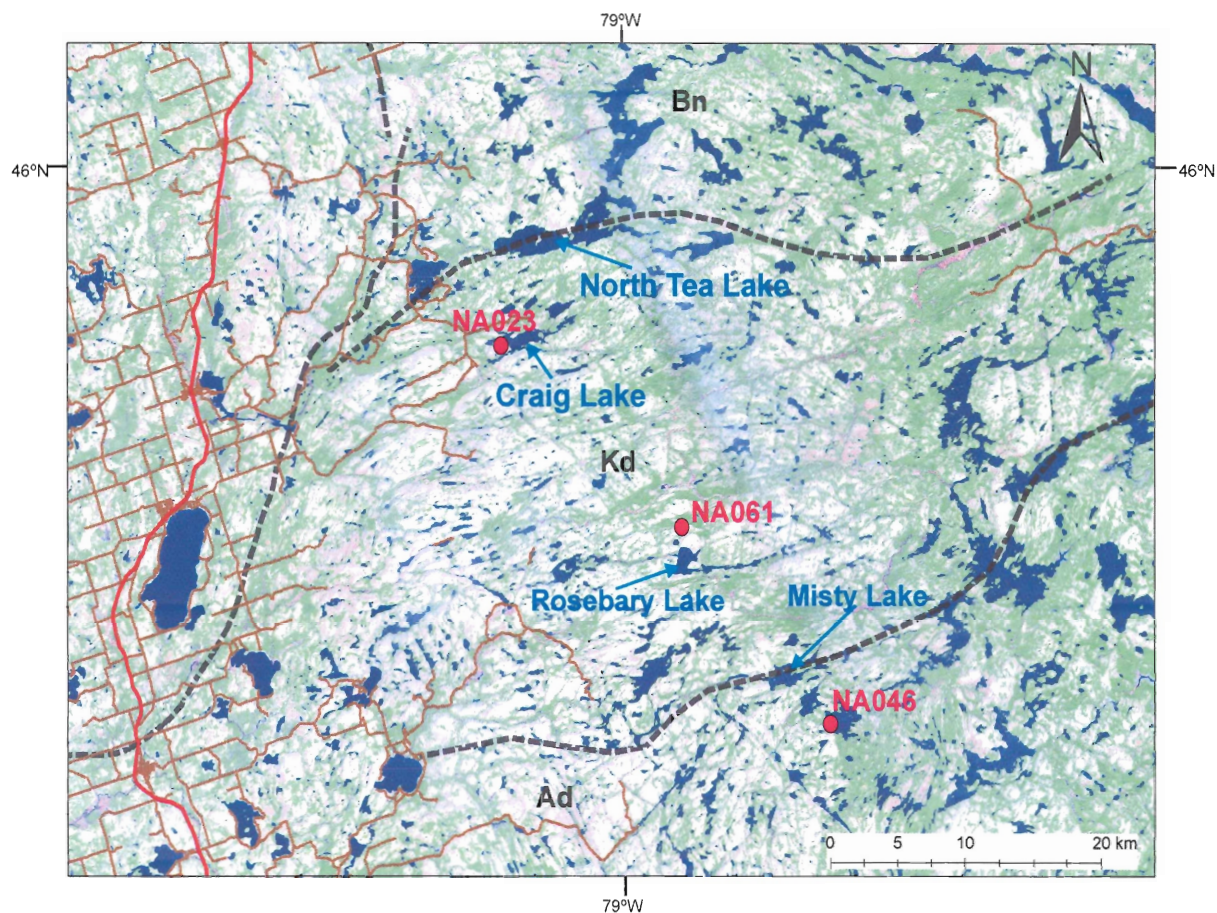 79°W
N
Bn
46°N
46°N
North Tea Lake
NA023
Craig Lake
Kd
NA061
Rosebary Lake
Misty Lake
NA046
Ad
0 5 10 20 km
79°W